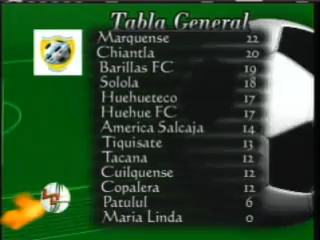 Tabla General
Marquense 22
Chiantla 20
Barillas FC 19
Solola 18
Huehueteco 17
Huehue FC 17
America Salcaja 14
Tiquisate 13
Tacana 12
Cuilquense 12
Copalera 12
Patulul 6
Maria Linda 0